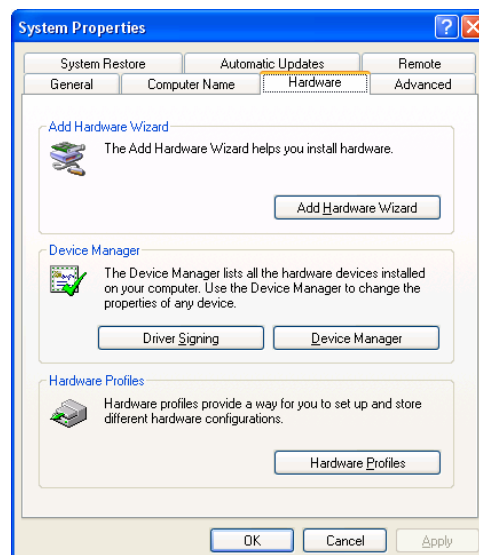 System Properties
System Restore Automatic Updates Remote
General Computer Name Hardware Advanced
Add Hardware Wizard
The Add Hardware Wizard helps you install hardware.
Add Hardware Wizard
Device Manager
The Device Manager lists all the hardware devices installed
on your computer. Use the Device Manager to change the
properties of any device.
Driver Signing Device Manager
Hardware Profiles
Hardware profiles provide a way for you to set up and store
different hardware configurations.
Hardware Profiles
OK Cancel Apply